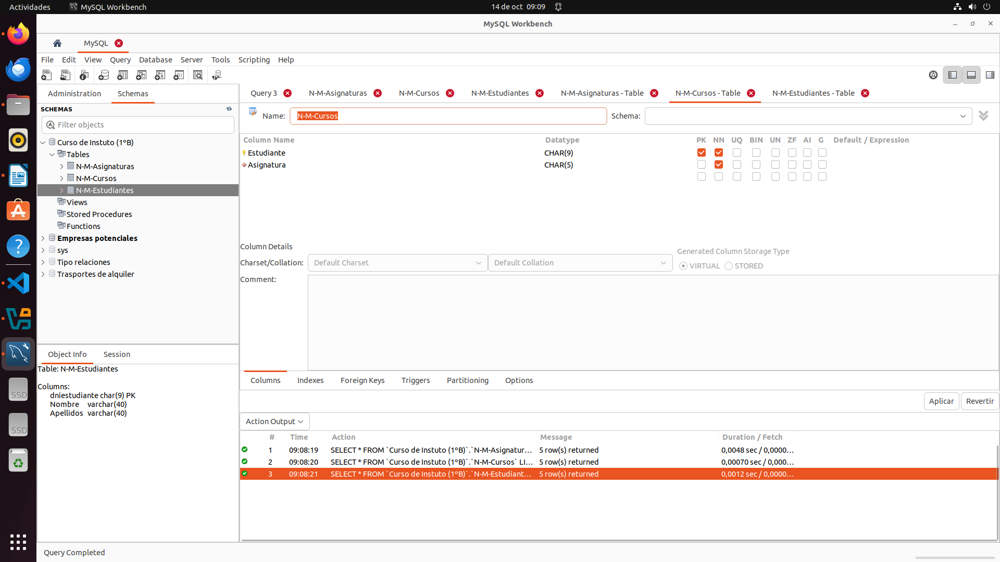 Actividades
MySQL Workbench
14 de oct 09:09
MySQL Workbench
MySQL
File Edit View Query Database Server Tools Scripting Help
Administration Schemas
SCHEMAS
Filter objects
Curso de Instuto (1ºB)
Tables
N-M-Asignaturas
N-M-Cursos
N-M-Estudiantes
Views
Stored Procedures
Functions
Empresas potenciales
sys
Tipo relaciones
Trasportes de alquiler
Object Info Session
Table: N-M-Estudiantes
Columns:
dniestudiante char(9) PK
Nombre varchar(40)
Apellidos varchar(40)
Query 3 N-M-Asignaturas N-M-Cursos N-M-Estudiantes N-M-Asignaturas - Table N-M-Cursos - Table N-M-Estudiantes - Table
Name: N-M-Cursos Schema:
Column Name Datatype PK NN UQ BIN UN ZF AI G Default / Expression
Estudiante CHAR(9)
Asignatura CHAR(5)
Column Details
Generated Column Storage Type
Charset/Collation: Default Charset Default Collation
VIRTUAL STORED
Comment:
Columns Indexes Foreign Keys Triggers Partitioning Options
Aplicar Revertir
Action Output
# Time Action Message Duration / Fetch
1 09:08:19 SELECT * FROM `Curso de Instuto (1ºB)`.`N-M-Asignatur… 5 row(s) returned 0,0048 sec / 0,0000…
2 09:08:20 SELECT * FROM `Curso de Instuto (1ºB)`.`N-M-Cursos` LI… 5 row(s) returned 0,00070 sec / 0,000…
3 09:08:21 SELECT * FROM `Curso de Instuto (1ºB)`.`N-M-Estudiant… 5 row(s) returned 0,0012 sec / 0,0000…
Query Completed
SSD
SSD